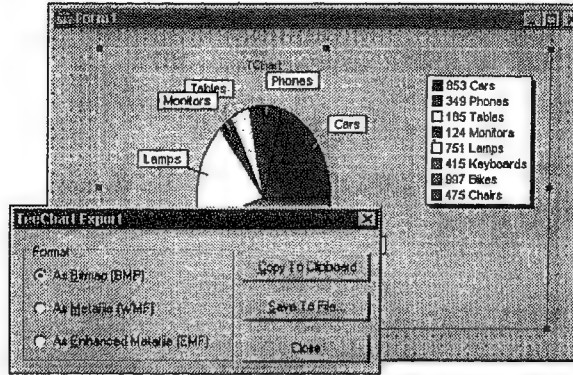 Form1
TChart
Phones
Tables
Monitors
Cars
Lamps
853 Cars
349 Phones
185 Tables
124 Monitors
751 Lamps
415 Keyboards
997 Bikes
475 Chairs
TeeChart Export
Format
As Bitmap (BMP)
As Metafile (WMF)
As Enhanced Metafile (EMF)
Copy To Clipboard
Save To File...
Close